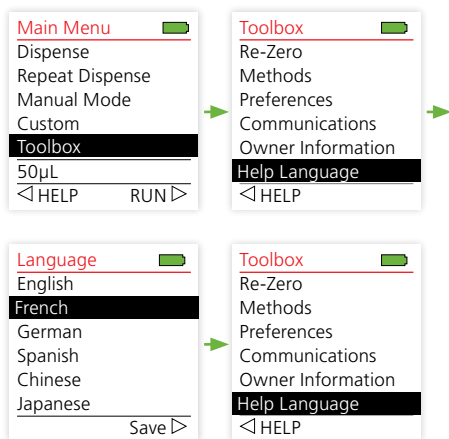 Main Menu
Dispense
Repeat Dispense
Manual Mode
Custom
Toolbox
50µL
HELP RUN
Toolbox
Re-Zero
Methods
Preferences
Communications
Owner Information
Help Language
HELP
Language
English
French
German
Spanish
Chinese
Japanese
Save
Toolbox
Re-Zero
Methods
Preferences
Communications
Owner Information
Help Language
HELP